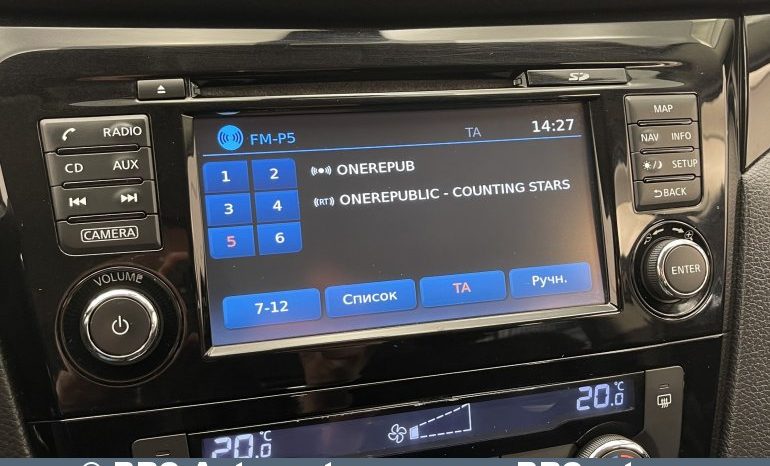 SD
RADIO
CD AUX
CAMERA
VOLUME
FM-P5 TA 14:27
1 2
3 4
5 6
ONEREPUB
(RT) ONEREPUBLIC - COUNTING STARS
7-12 Список TA Ручн.
MAP
NAV INFO
SETUP
BACK
ENTER
20.0 °C
20.0 °C